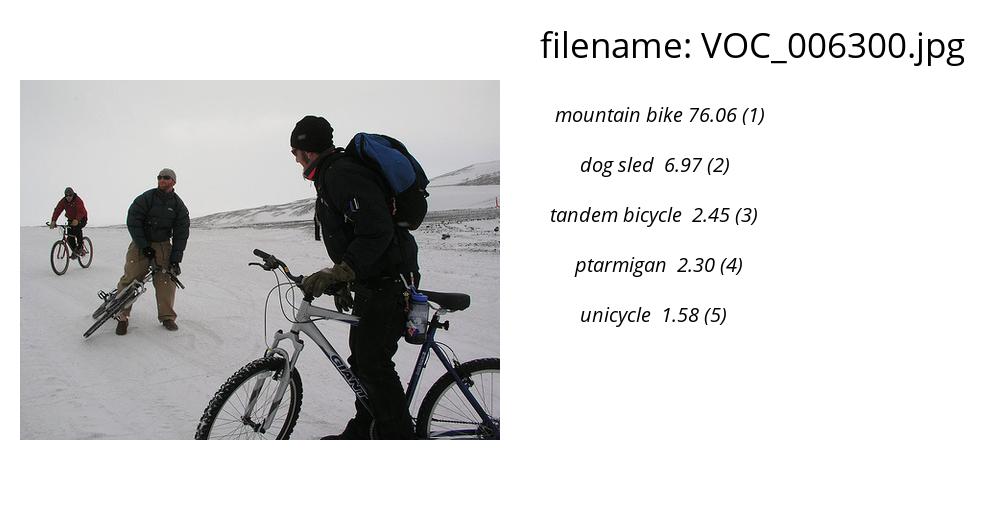 filename: VOC_006300.jpg
mountain bike 76.06 (1)
dog sled 6.97 (2)
tandem bicycle 2.45 (3)
ptarmigan 2.30 (4)
unicycle 1.58 (5)
GIANT